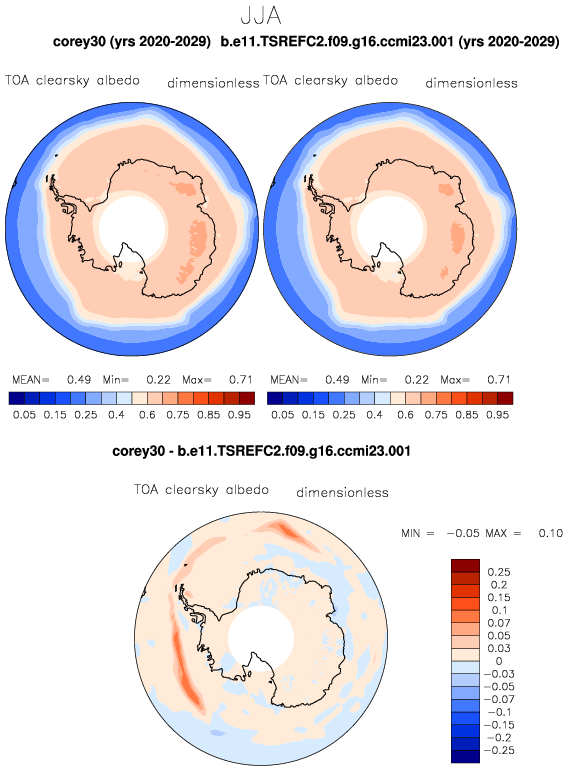 JJA
corey30 (yrs 2020-2029) b.e11.TSREFC2.f09.g16.ccmi23.001 (yrs 2020-2029)
TOA clearsky albedo dimensionless TOA clearsky albedo dimensionless
MEAN= 0.49 Min= 0.22 Max= 0.71 MEAN= 0.49 Min= 0.22 Max= 0.71
0.05 0.15 0.25 0.4 0.6 0.75 0.85 0.95 0.05 0.15 0.25 0.4 0.6 0.75 0.85 0.95
corey30 - b.e11.TSREFC2.f09.g16.ccmi23.001
TOA clearsky albedo dimensionless
MIN = -0.05 MAX = 0.10
0.25
0.2
0.15
0.1
0.07
0.05
0.03
0
-0.03
-0.05
-0.07
-0.1
-0.15
-0.2
-0.25